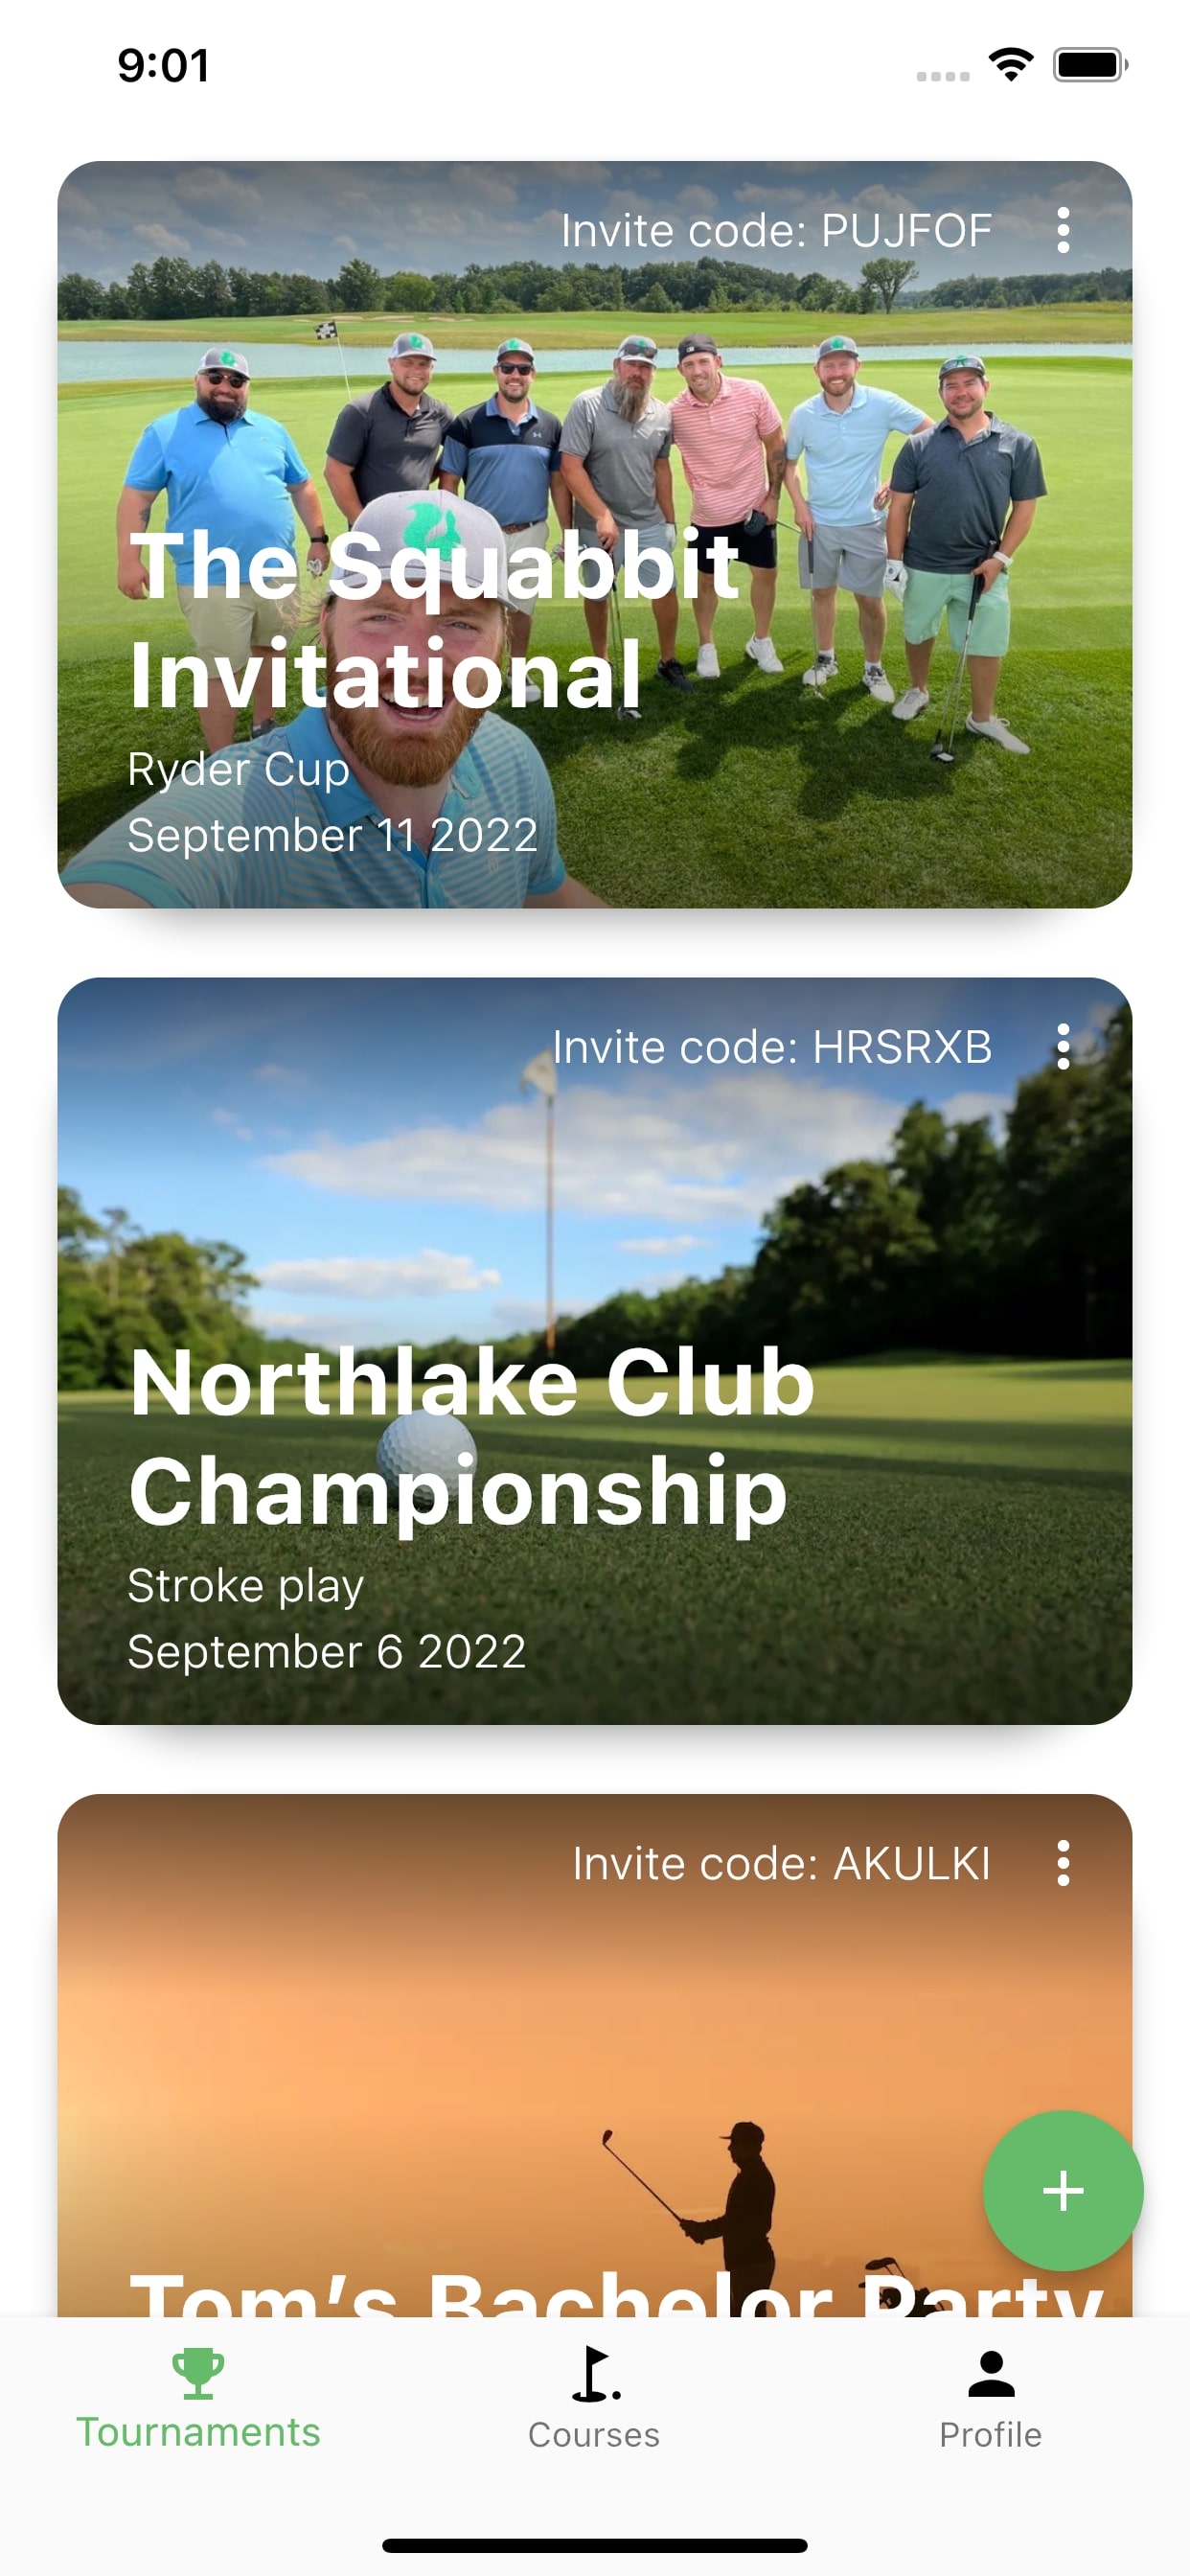 9:01
Invite code: PUJFOF
The Squabbit
Invitational
Ryder Cup
September 11 2022
Invite code: HRSRXB
Northlake Club
Championship
Stroke play
September 6 2022
Invite code: AKULKI
Tom’s Bachelor Party
Tournaments
Courses
Profile